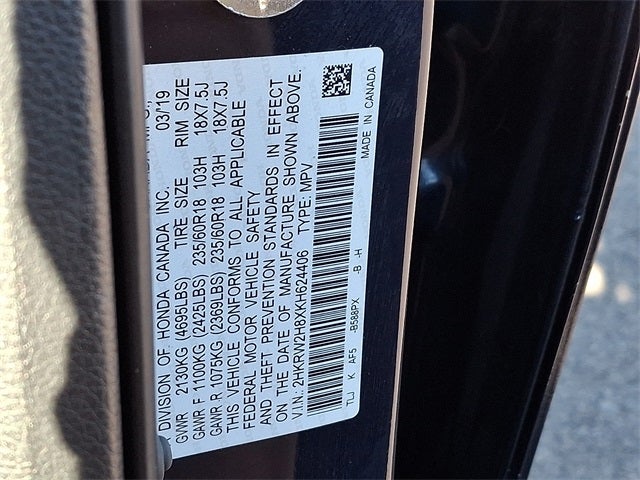 A DIVISION OF HONDA CANADA INC. 03/19
GVWR 2130KG (4695LBS) TIRE SIZE RIM SIZE
GAWR F 1100KG (2425LBS) 235/60R18 103H 18X7.5J
GAWR R 1075KG (2369LBS) 235/60R18 103H 18X7.5J
THIS VEHICLE CONFORMS TO ALL APPLICABLE
FEDERAL MOTOR VEHICLE SAFETY
AND THEFT PREVENTION STANDARDS IN EFFECT
ON THE DATE OF MANUFACTURE SHOWN ABOVE.
V.I.N. 2HKRW2H8XKH624406 TYPE: MPV
TLJ K AF5 -B588PX -B -H MADE IN CANADA